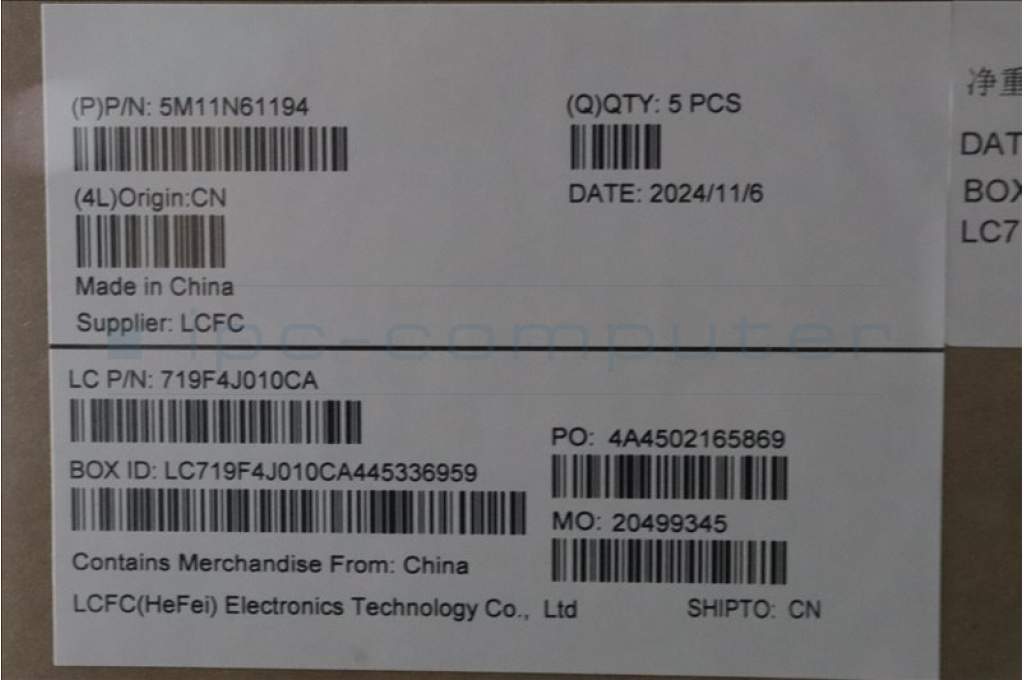 (P)P/N: 5M11N61194
(Q)QTY: 5 PCS
(4L)Origin:CN
DATE: 2024/11/6
Made in China
Supplier: LCFC
ipc-computer
LC P/N: 719F4J010CA
PO: 4A4502165869
BOX ID: LC719F4J010CA445336959
MO: 20499345
Contains Merchandise From: China
LCFC(HeFei) Electronics Technology Co., Ltd
SHIPTO: CN
净重
DAT
BOX
LC7